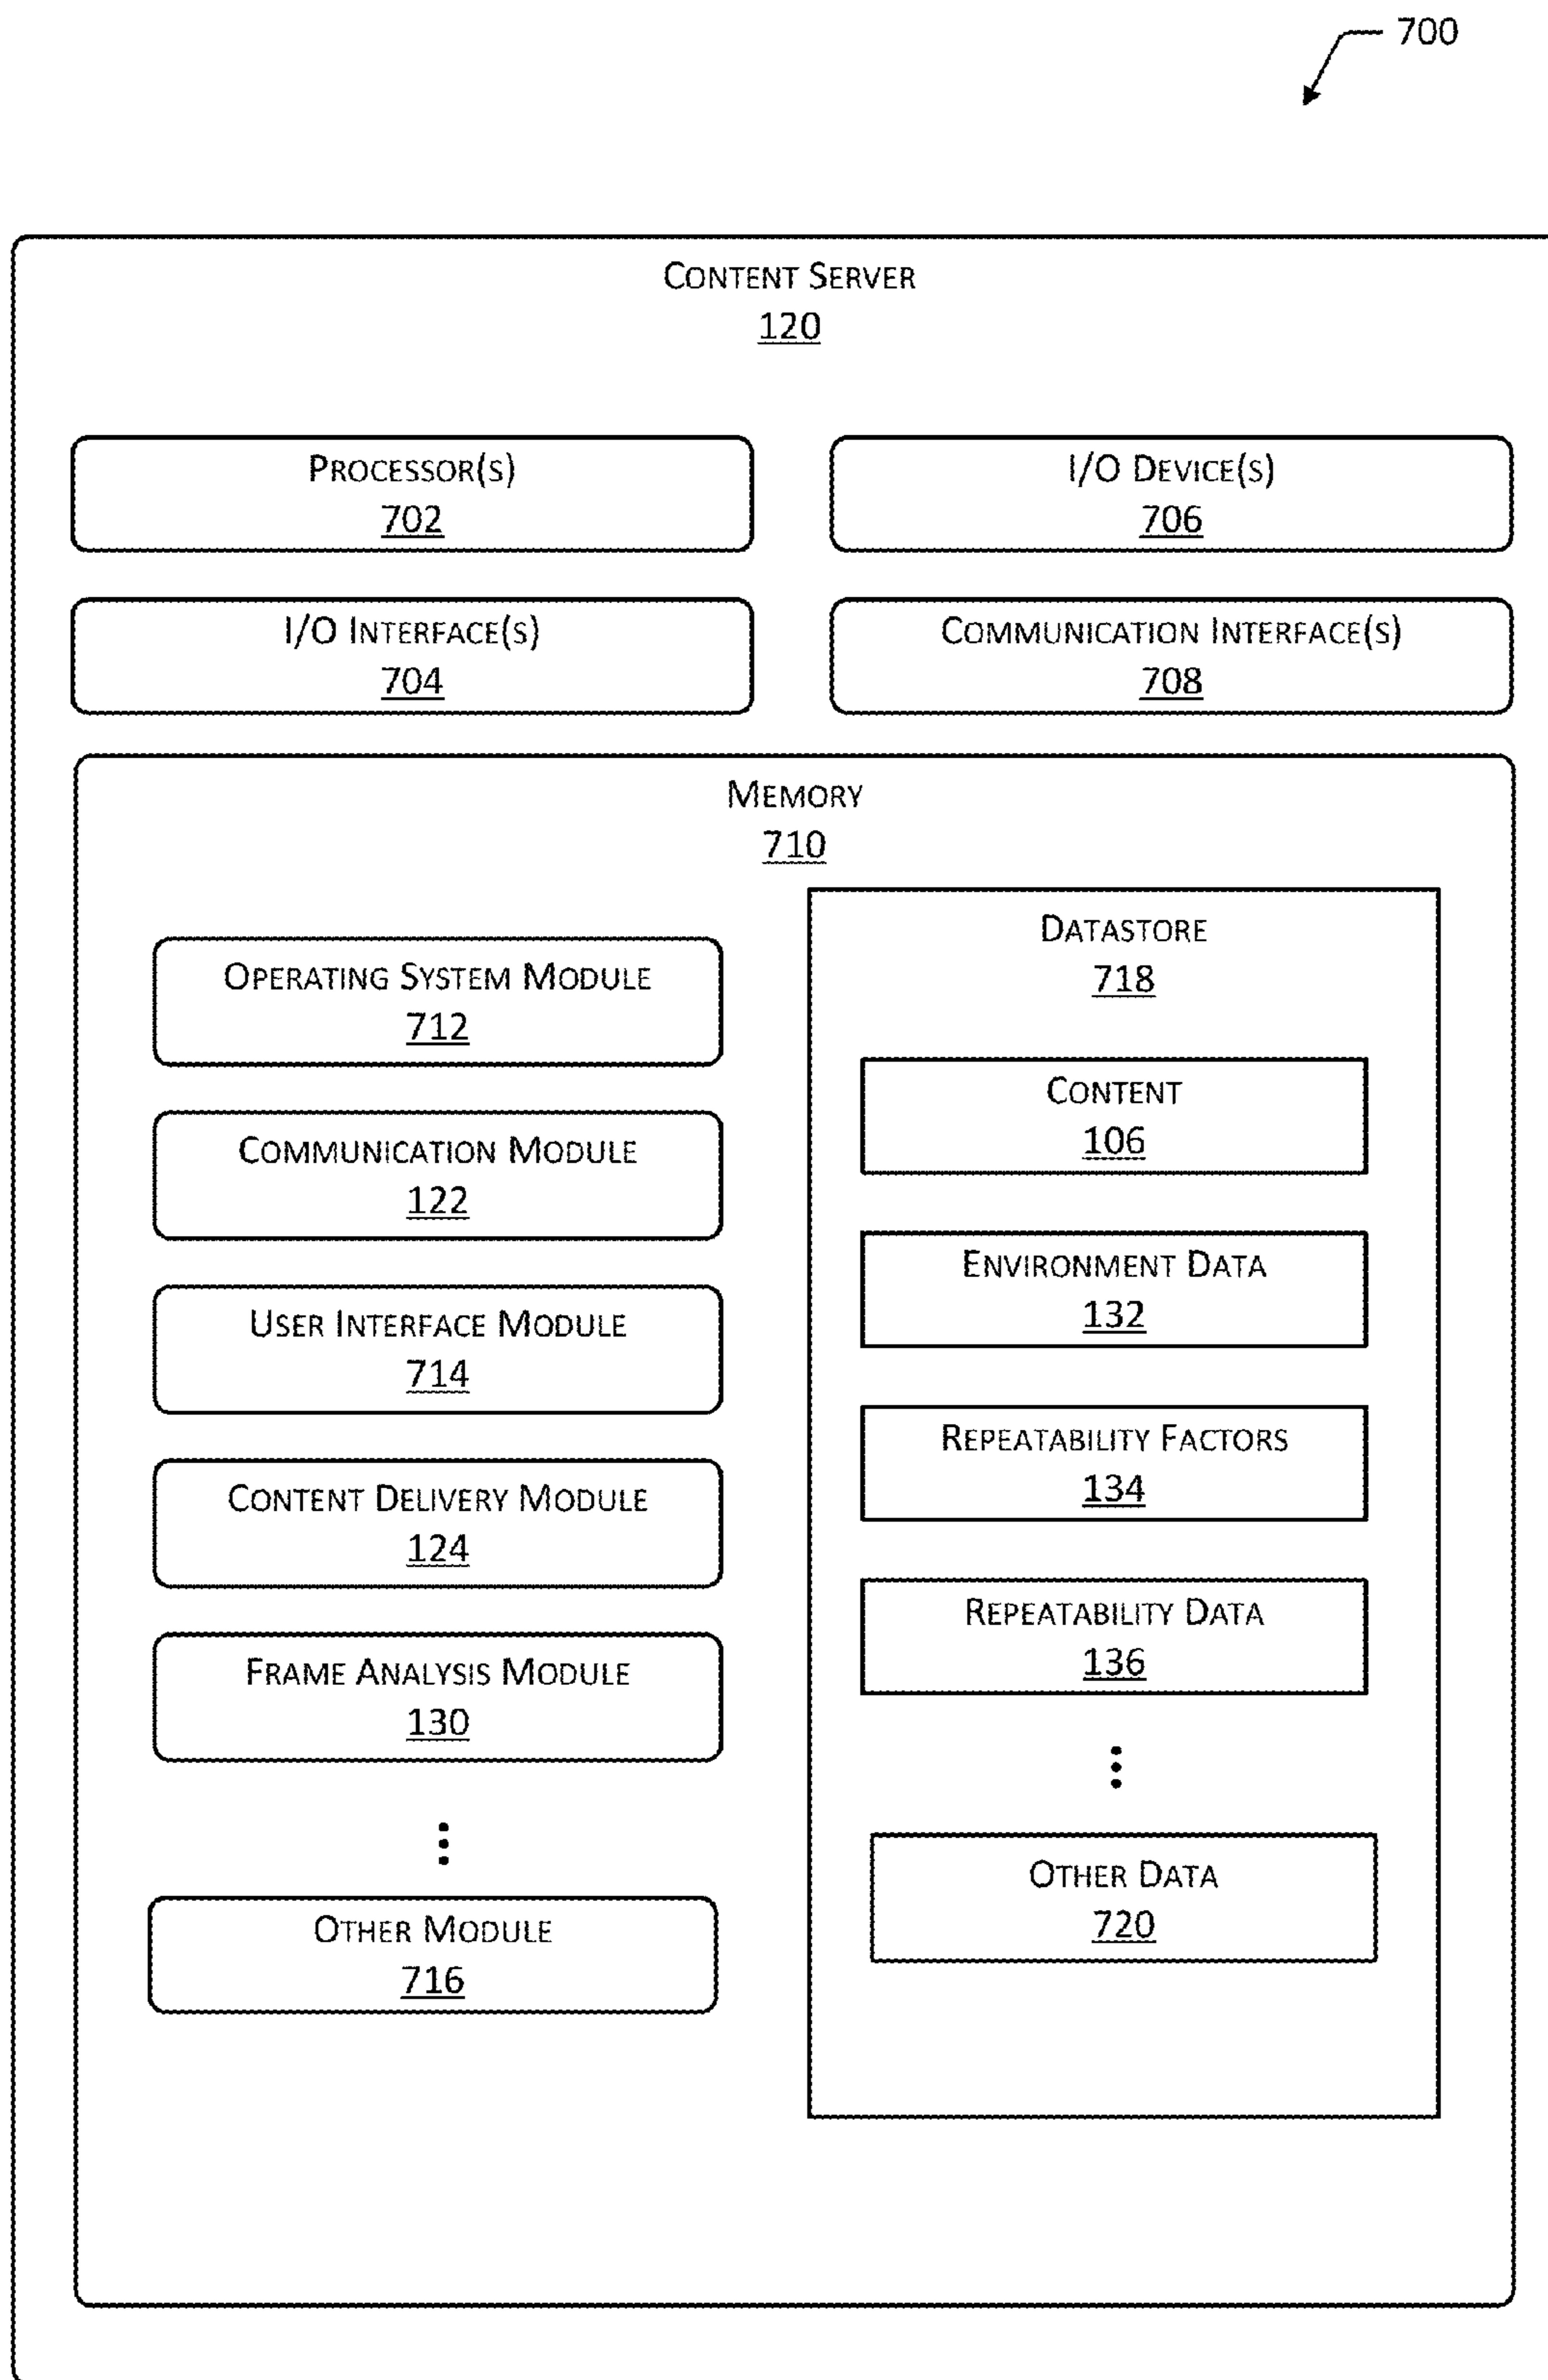 700
CONTENT SERVER
120
PROCESSOR(S)
702
I/O DEVICE(S)
706
I/O INTERFACE(S)
704
COMMUNICATION INTERFACE(S)
708
MEMORY
710
OPERATING SYSTEM MODULE
712
COMMUNICATION MODULE
122
USER INTERFACE MODULE
714
CONTENT DELIVERY MODULE
124
FRAME ANALYSIS MODULE
130
OTHER MODULE
716
DATASTORE
718
CONTENT
106
ENVIRONMENT DATA
132
REPEATABILITY FACTORS
134
REPEATABILITY DATA
136
OTHER DATA
720